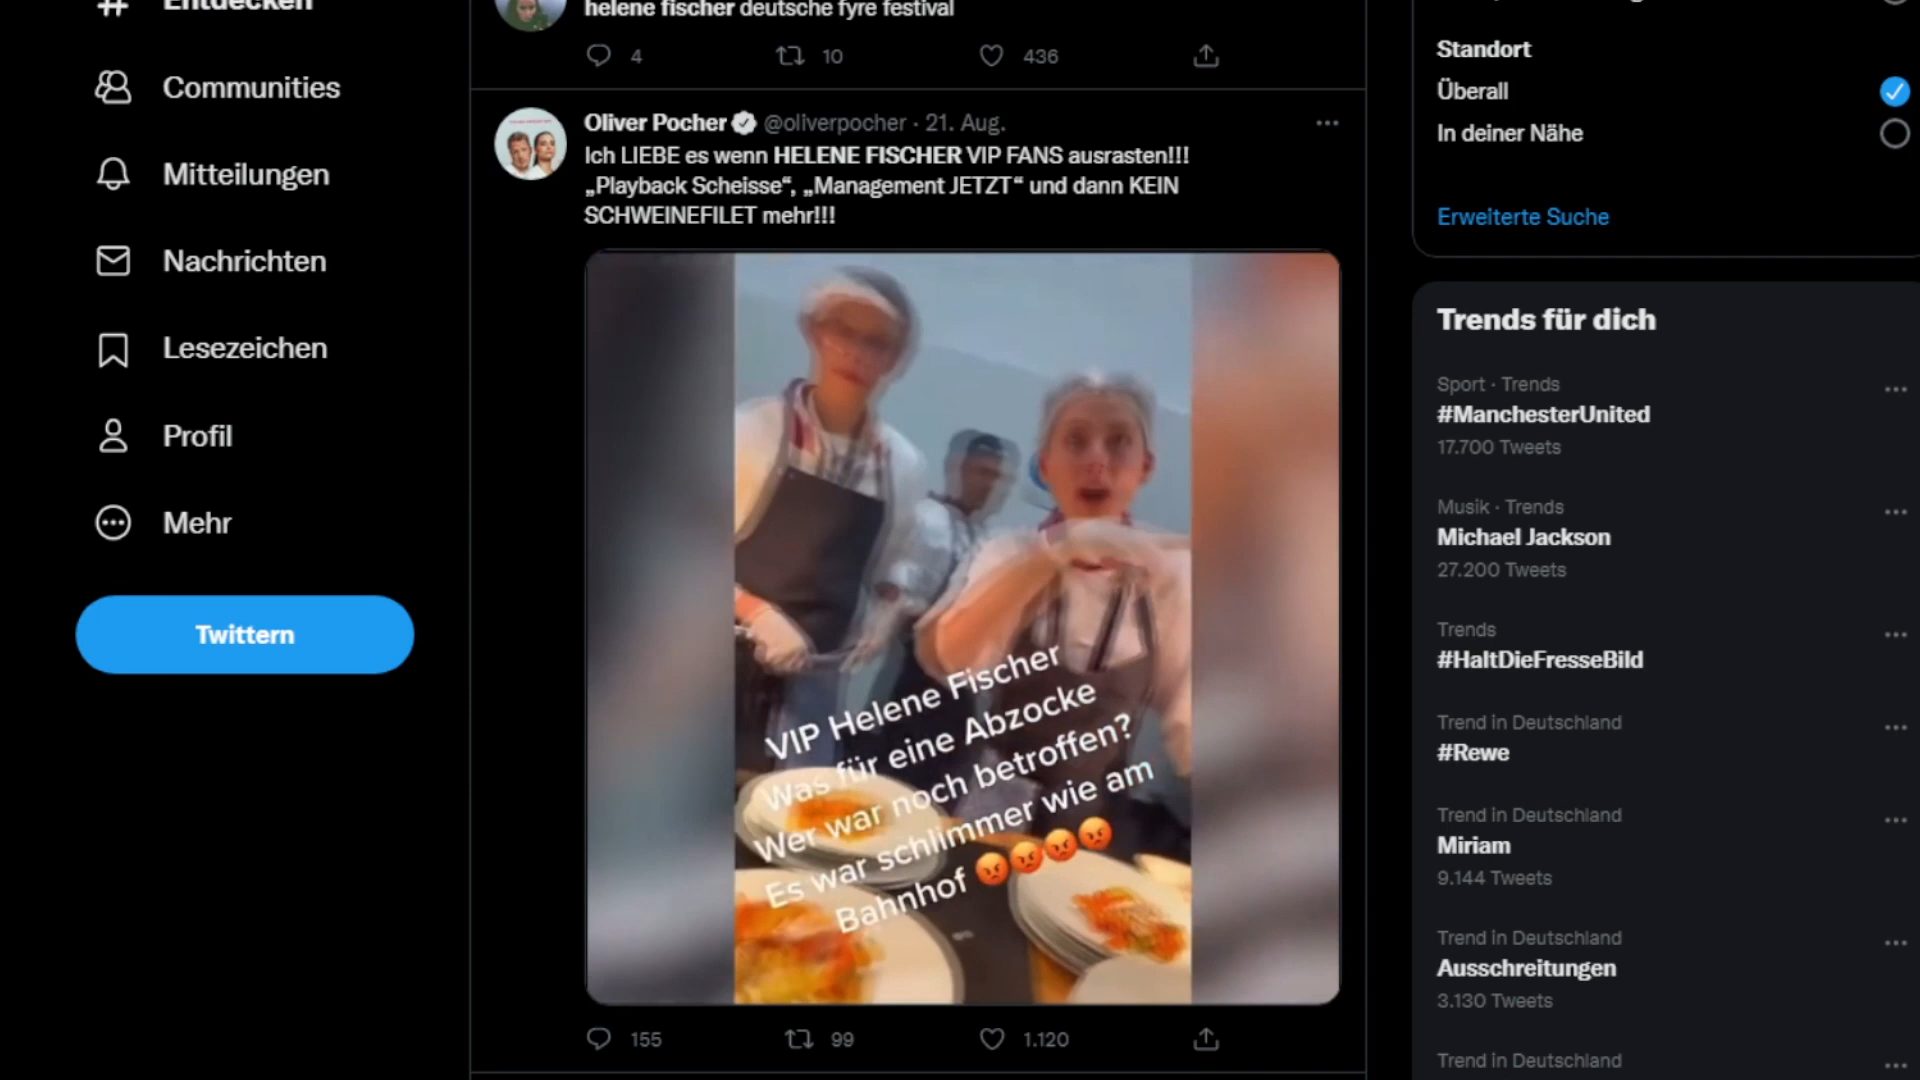 # Entdecken
helene fischer deutsche fyre festival
4 10 436
Communities
Mitteilungen
Nachrichten
Lesezeichen
Profil
Mehr
Twittern
Oliver Pocher @oliverpocher · 21. Aug.
Ich LIEBE es wenn HELENE FISCHER VIP FANS ausrasten!!!
„Playback Scheisse“, „Management JETZT“ und dann KEIN
SCHWEINEFILET mehr!!!
VIP Helene Fischer
Was für eine Abzocke
Wer war noch betroffen?
Es war schlimmer wie am
Bahnhof 😡😡😡😡
155 99 1.120
Standort
Überall
In deiner Nähe
Erweiterte Suche
Trends für dich
Sport · Trends
#ManchesterUnited
17.700 Tweets
Musik · Trends
Michael Jackson
27.200 Tweets
Trends
#HaltDieFresseBild
Trend in Deutschland
#Rewe
Trend in Deutschland
Miriam
9.144 Tweets
Trend in Deutschland
Ausschreitungen
3.130 Tweets
Trend in Deutschland